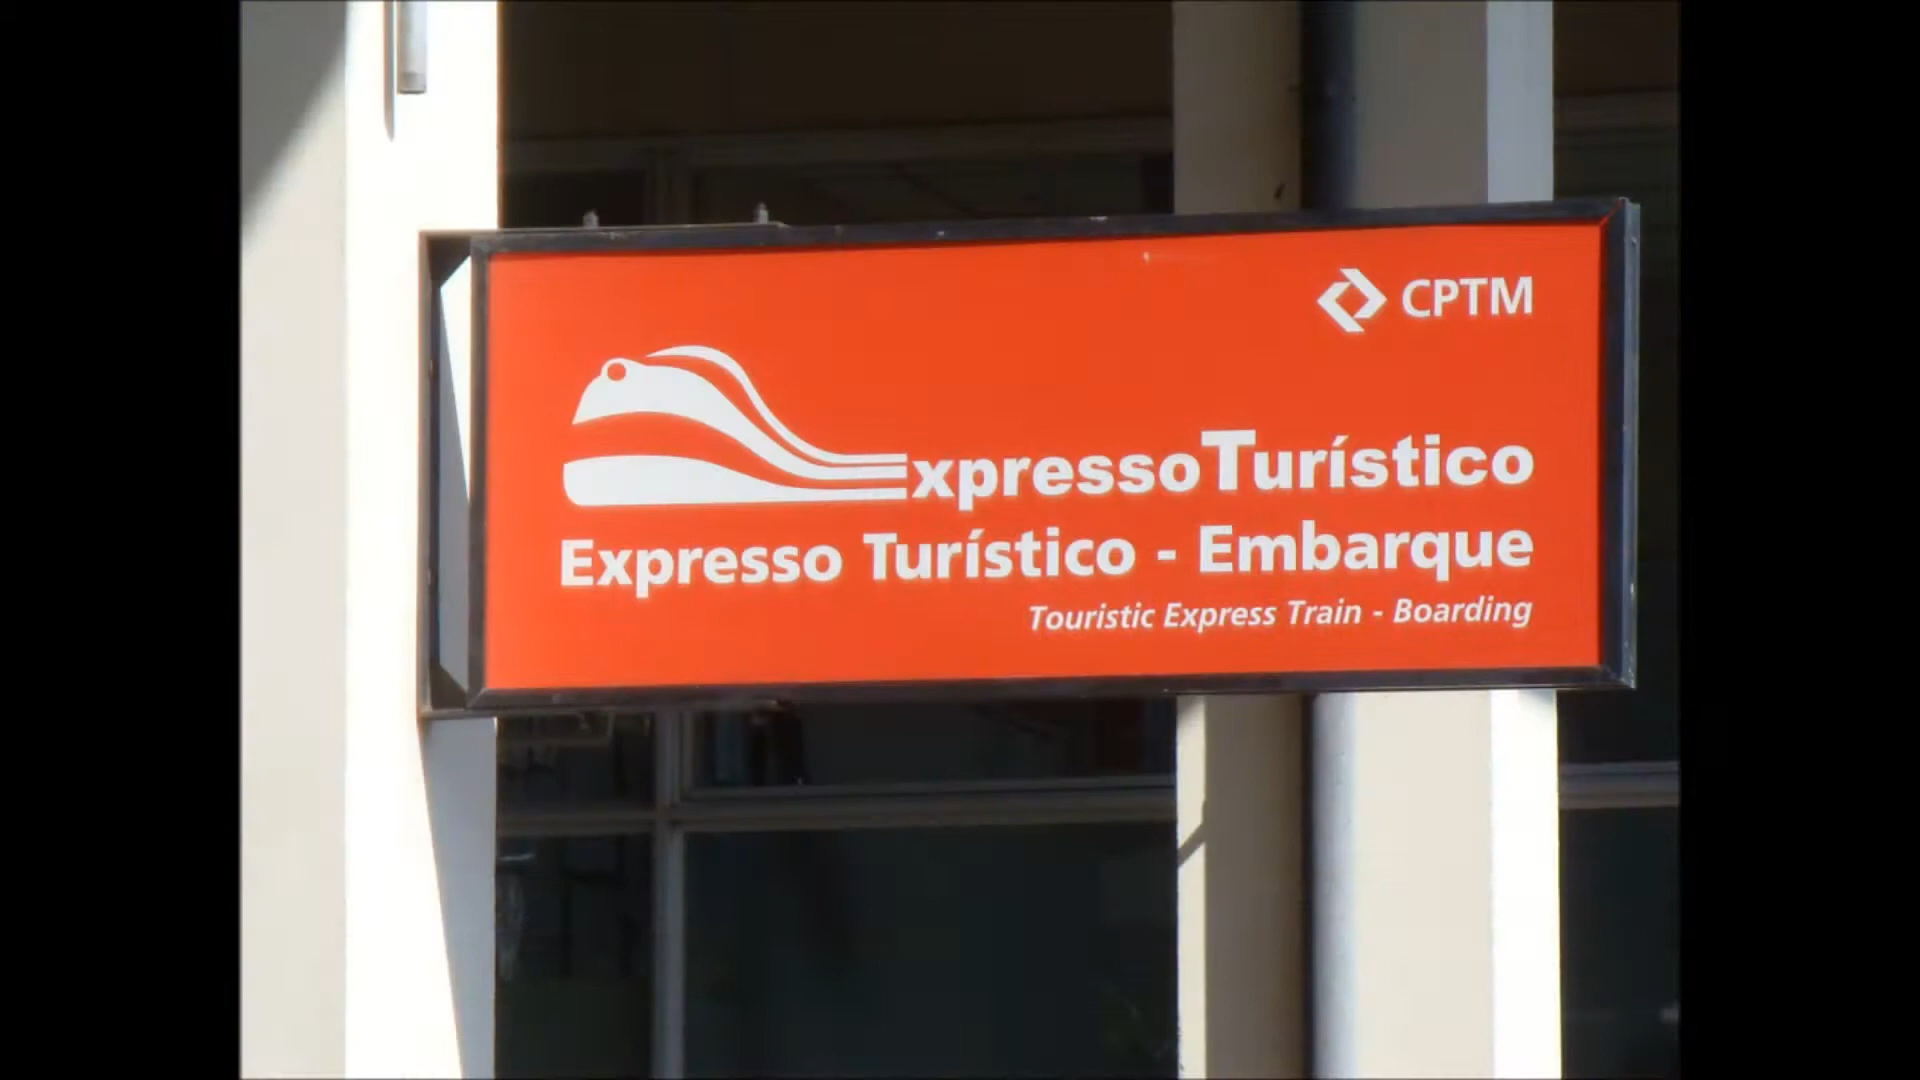 CPTM
xpressoTurístico
Expresso Turístico - Embarque
Touristic Express Train - Boarding